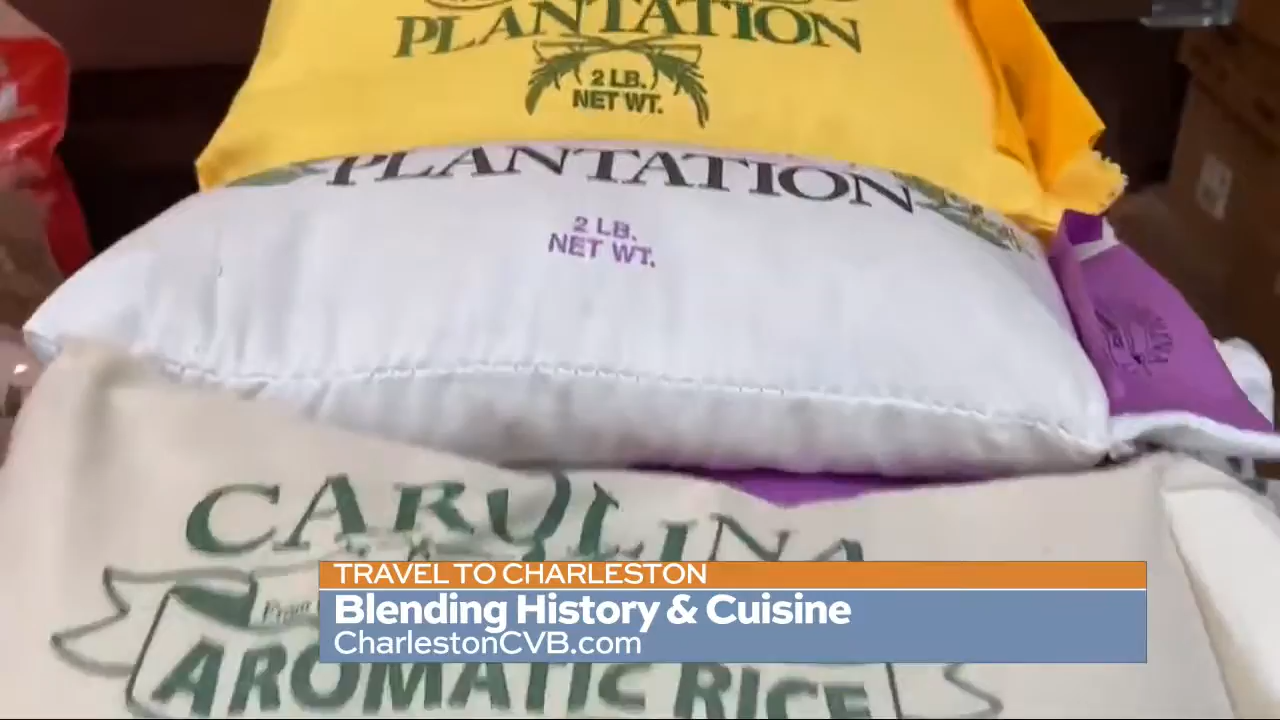 PLANTATION
2 LB.
NET WT.
PLANTATION
2 LB.
NET WT.
CAROLINA
From
AROMATIC RICE
TRAVEL TO CHARLESTON
Blending History & Cuisine
CharlestonCVB.com